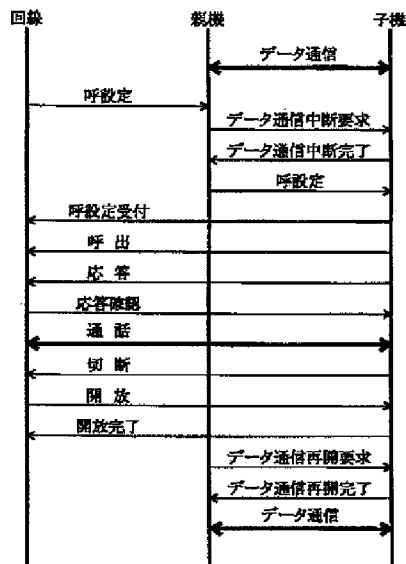 回線
親機
子機
データ通信
呼設定
データ通信中断要求
データ通信中断完了
呼設定
呼設定受付
呼出
応答
応答確認
通話
切断
開放
開放完了
データ通信再開要求
データ通信再開完了
データ通信